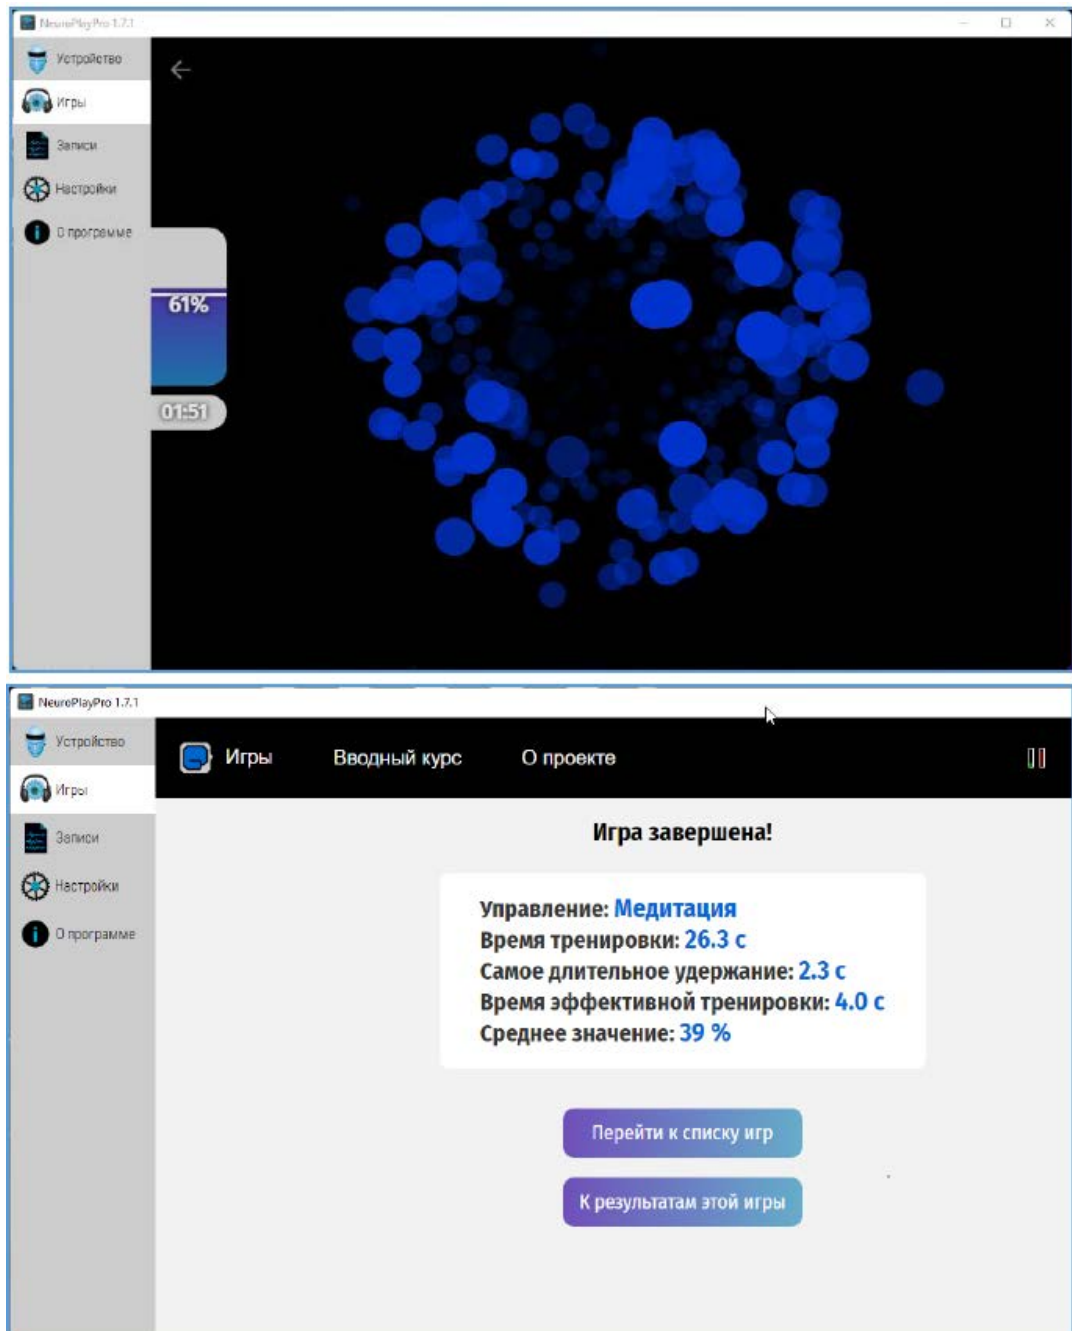 NeuroPlayPro 1.7.1
Устройство
Игры
Записи
Настройки
О программе
61%
01:51
NeuroPlayPro 1.7.1
Устройство
Игры
Записи
Настройки
О программе
Игры Вводный курс О проекте
Игра завершена!
Управление: Медитация
Время тренировки: 26.3 с
Самое длительное удержание: 2.3 с
Время эффективной тренировки: 4.0 с
Среднее значение: 39 %
Перейти к списку игр
К результатам этой игры